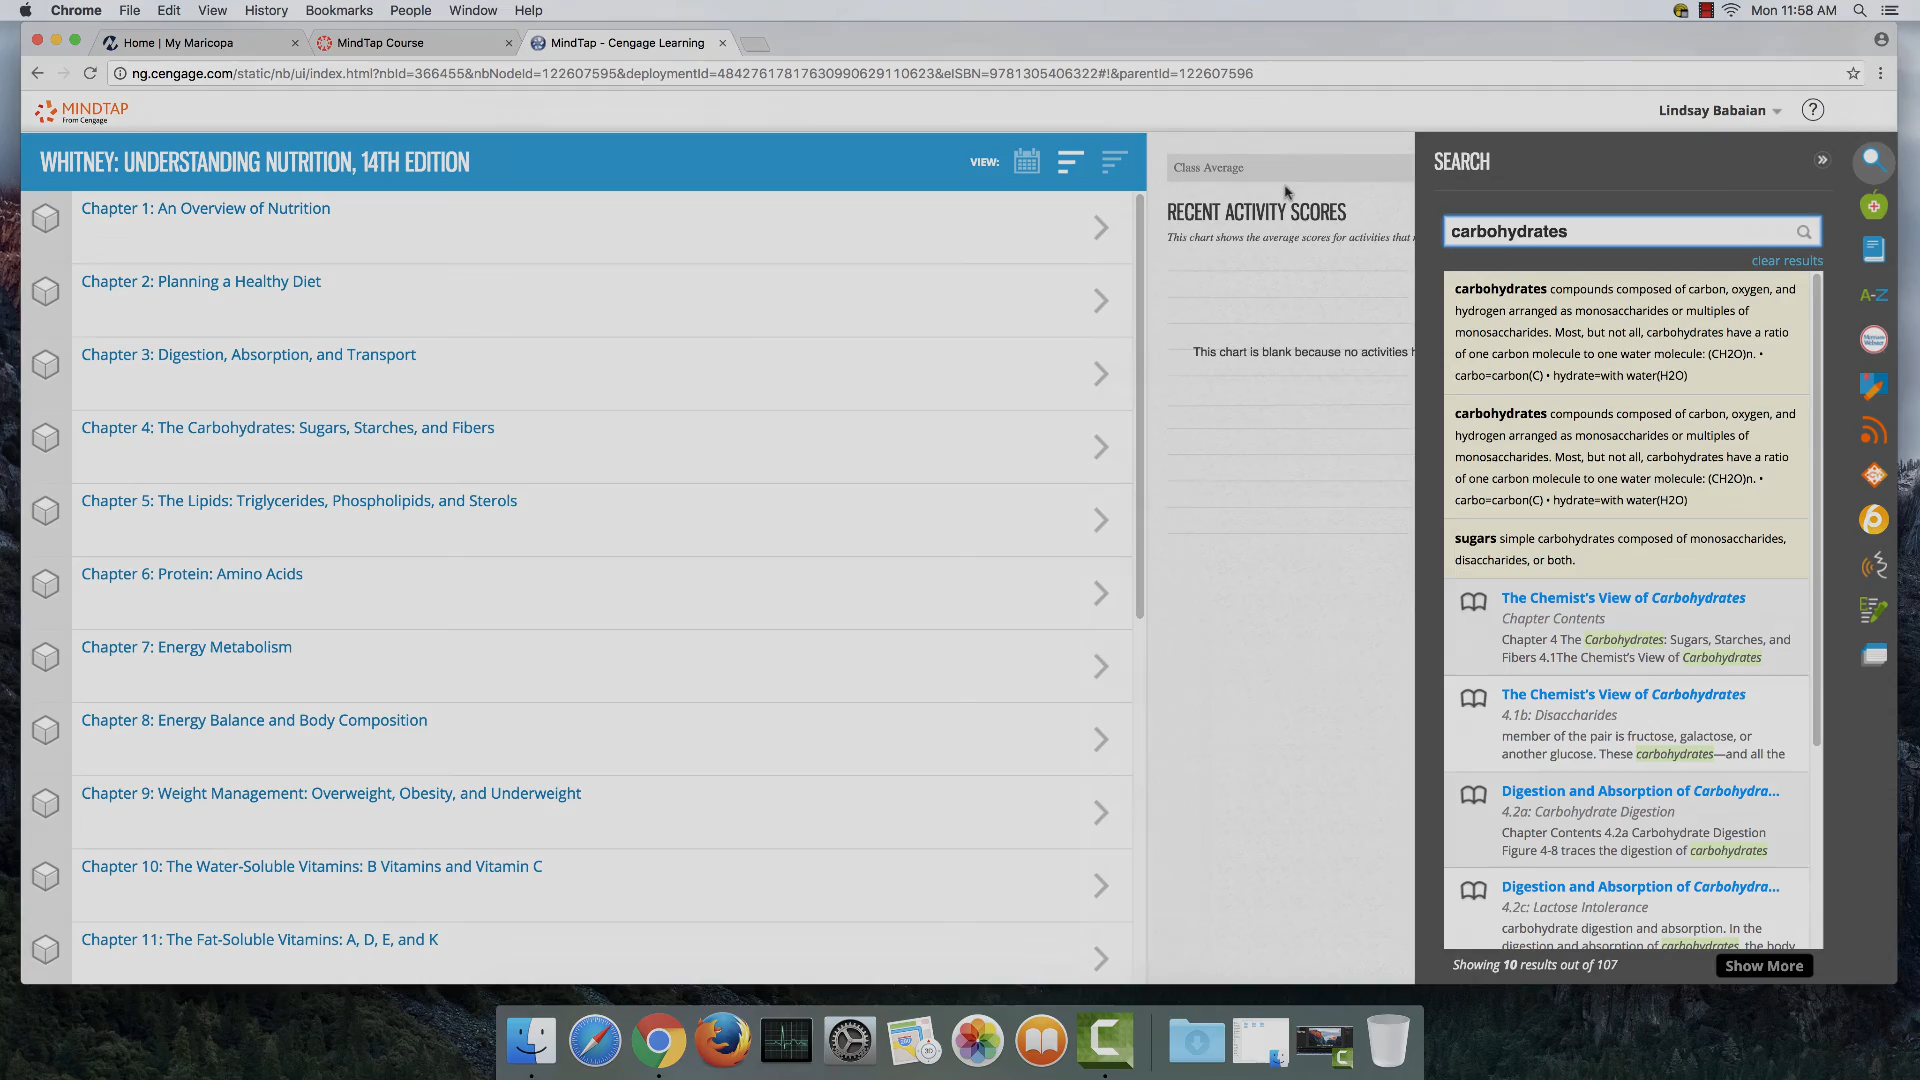 Chrome File Edit View History Bookmarks People Window Help
Mon 11:58 AM
Home | My Maricopa
MindTap Course
MindTap - Cengage Learning
ng.cengage.com/static/nb/ui/index.html?nbId=366455&nbNodeId=122607595&deploymentId=48427617817630990629110623&eISBN=9781305406322#!&parentId=122607596
MINDTAP
From Cengage
Lindsay Babaian
?
WHITNEY: UNDERSTANDING NUTRITION, 14TH EDITION
VIEW:
Chapter 1: An Overview of Nutrition
Chapter 2: Planning a Healthy Diet
Chapter 3: Digestion, Absorption, and Transport
Chapter 4: The Carbohydrates: Sugars, Starches, and Fibers
Chapter 5: The Lipids: Triglycerides, Phospholipids, and Sterols
Chapter 6: Protein: Amino Acids
Chapter 7: Energy Metabolism
Chapter 8: Energy Balance and Body Composition
Chapter 9: Weight Management: Overweight, Obesity, and Underweight
Chapter 10: The Water-Soluble Vitamins: B Vitamins and Vitamin C
Chapter 11: The Fat-Soluble Vitamins: A, D, E, and K
Class Average
RECENT ACTIVITY SCORES
This chart shows the average scores for activities that
This chart is blank because no activities h
SEARCH
carbohydrates
clear results
carbohydrates compounds composed of carbon, oxygen, and
hydrogen arranged as monosaccharides or multiples of
monosaccharides. Most, but not all, carbohydrates have a ratio
of one carbon molecule to one water molecule: (CH2O)n. •
carbo=carbon(C) • hydrate=with water(H2O)
carbohydrates compounds composed of carbon, oxygen, and
hydrogen arranged as monosaccharides or multiples of
monosaccharides. Most, but not all, carbohydrates have a ratio
of one carbon molecule to one water molecule: (CH2O)n. •
carbo=carbon(C) • hydrate=with water(H2O)
sugars simple carbohydrates composed of monosaccharides,
disaccharides, or both.
The Chemist's View of Carbohydrates
Chapter Contents
Chapter 4 The Carbohydrates: Sugars, Starches, and
Fibers 4.1The Chemist's View of Carbohydrates
The Chemist's View of Carbohydrates
4.1b: Disaccharides
member of the pair is fructose, galactose, or
another glucose. These carbohydrates—and all the
Digestion and Absorption of Carbohydra...
4.2a: Carbohydrate Digestion
Chapter Contents 4.2a Carbohydrate Digestion
Figure 4-8 traces the digestion of carbohydrates
Digestion and Absorption of Carbohydra...
4.2c: Lactose Intolerance
carbohydrate digestion and absorption. In the
digestion and absorption of carbohydrates, the body
Showing 10 results out of 107
Show More
A-Z